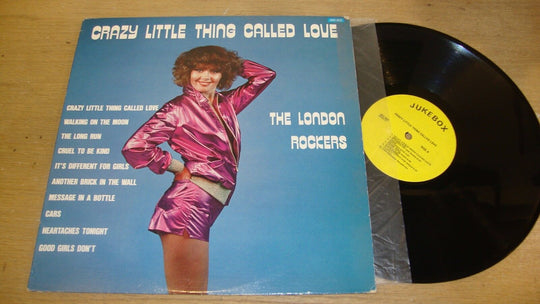 CRAZY LITTLE THING CALLED LOVE
CRAZY LITTLE THING CALLED LOVE
WALKING ON THE MOON
THE LONG RUN
CRUEL TO BE KIND
IT'S DIFFERENT FOR GIRLS
ANOTHER BRICK IN THE WALL
MESSAGE IN A BOTTLE
CARS
HEARTACHES TONIGHT
GOOD GIRLS DON'T
THE LONDON
ROCKERS
JUKEBOX